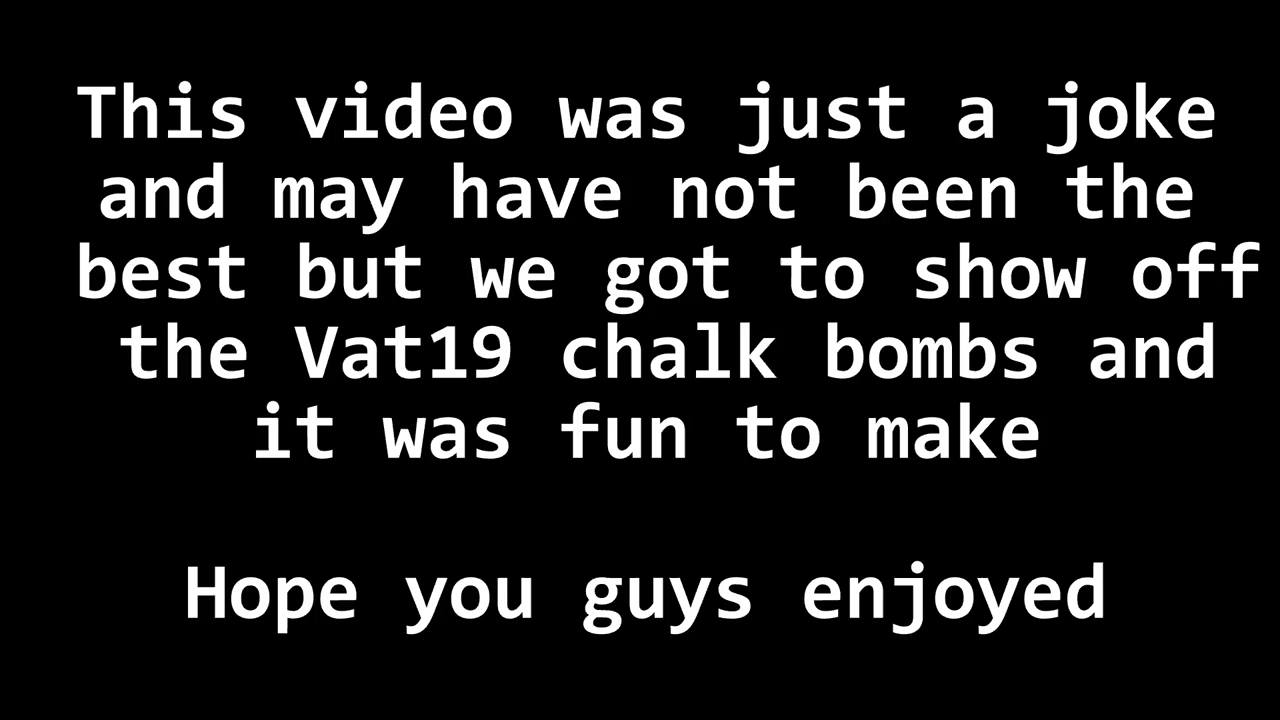 This video was just a joke
and may have not been the
best but we got to show off
the Vat19 chalk bombs and
it was fun to make
Hope you guys enjoyed